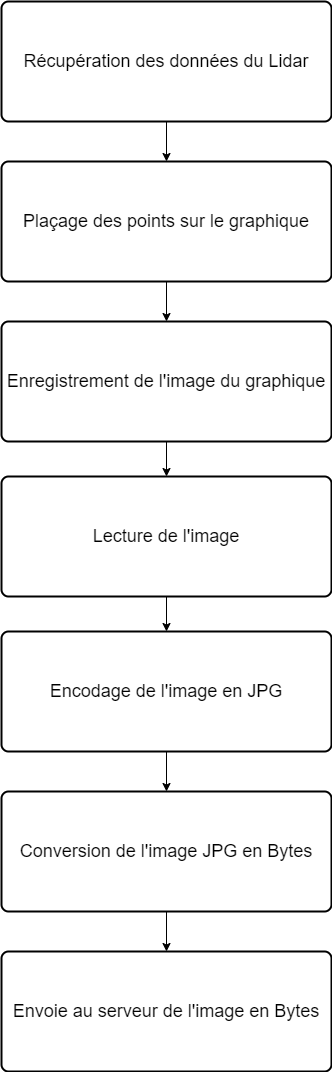 Récupération des données du Lidar
Plaçage des points sur le graphique
Enregistrement de l'image du graphique
Lecture de l'image
Encodage de l'image en JPG
Conversion de l'image JPG en Bytes
Envoie au serveur de l'image en Bytes